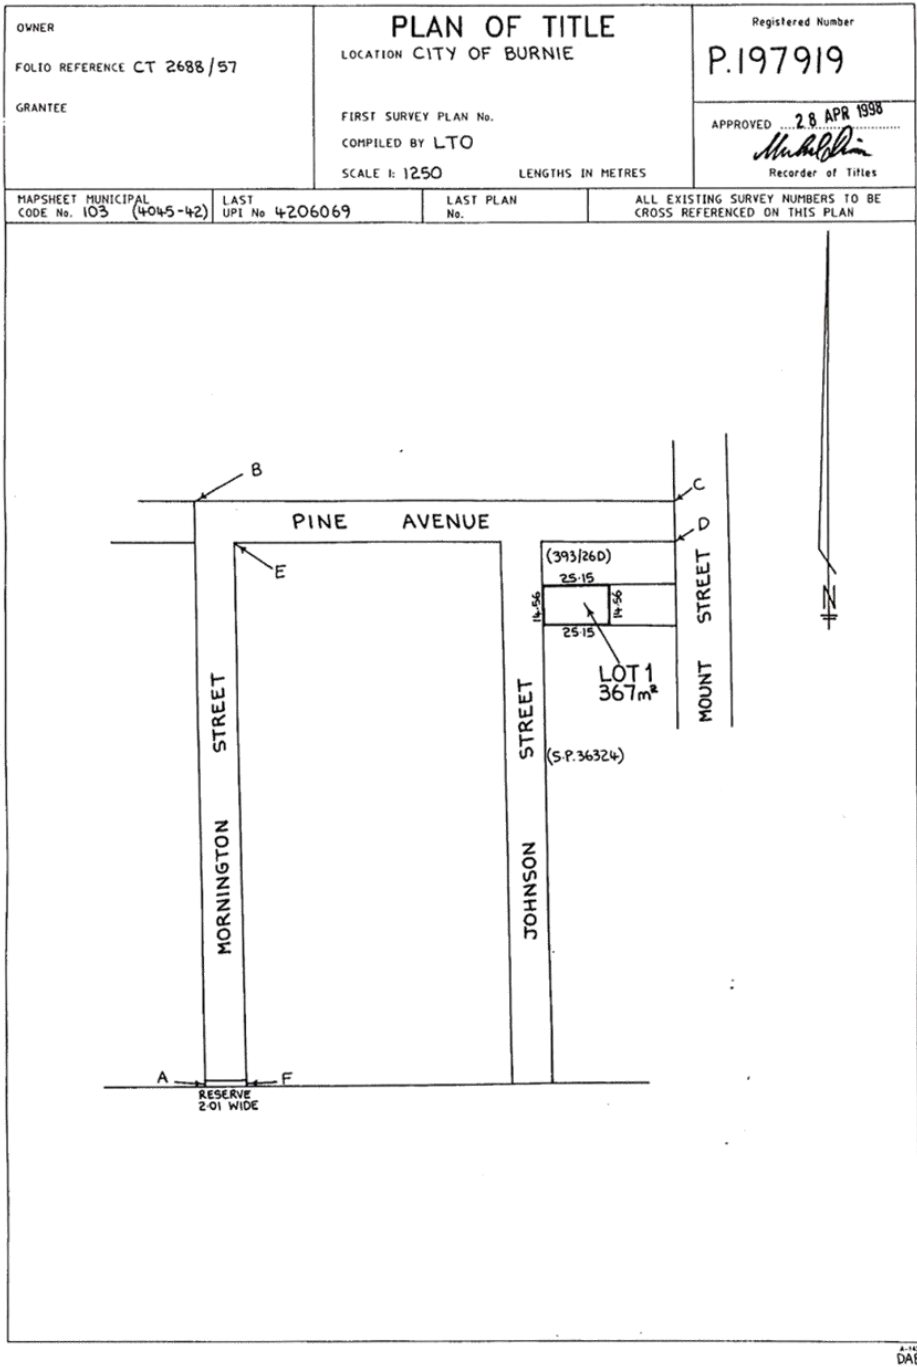 OWNER
FOLIO REFERENCE CT 2688/57
GRANTEE
PLAN OF TITLE
LOCATION CITY OF BURNIE
FIRST SURVEY PLAN No.
COMPILED BY LTO
SCALE 1: 1250 LENGTHS IN METRES
Registered Number
P.197919
APPROVED 28 APR 1998
Recorder of Titles
MAPSHEET MUNICIPAL
CODE No. 103 (4045-42)
LAST
UPI No 4206069
LAST PLAN
No.
ALL EXISTING SURVEY NUMBERS TO BE
CROSS REFERENCED ON THIS PLAN
N
B
C
PINE AVENUE
D
E
(393/26D)
25·15
14·56
14·56
25·15
LOT 1
367m²
MOUNT STREET
MORNINGTON STREET
JOHNSON STREET
(S.P.36324)
A
F
RESERVE
2·01 WIDE